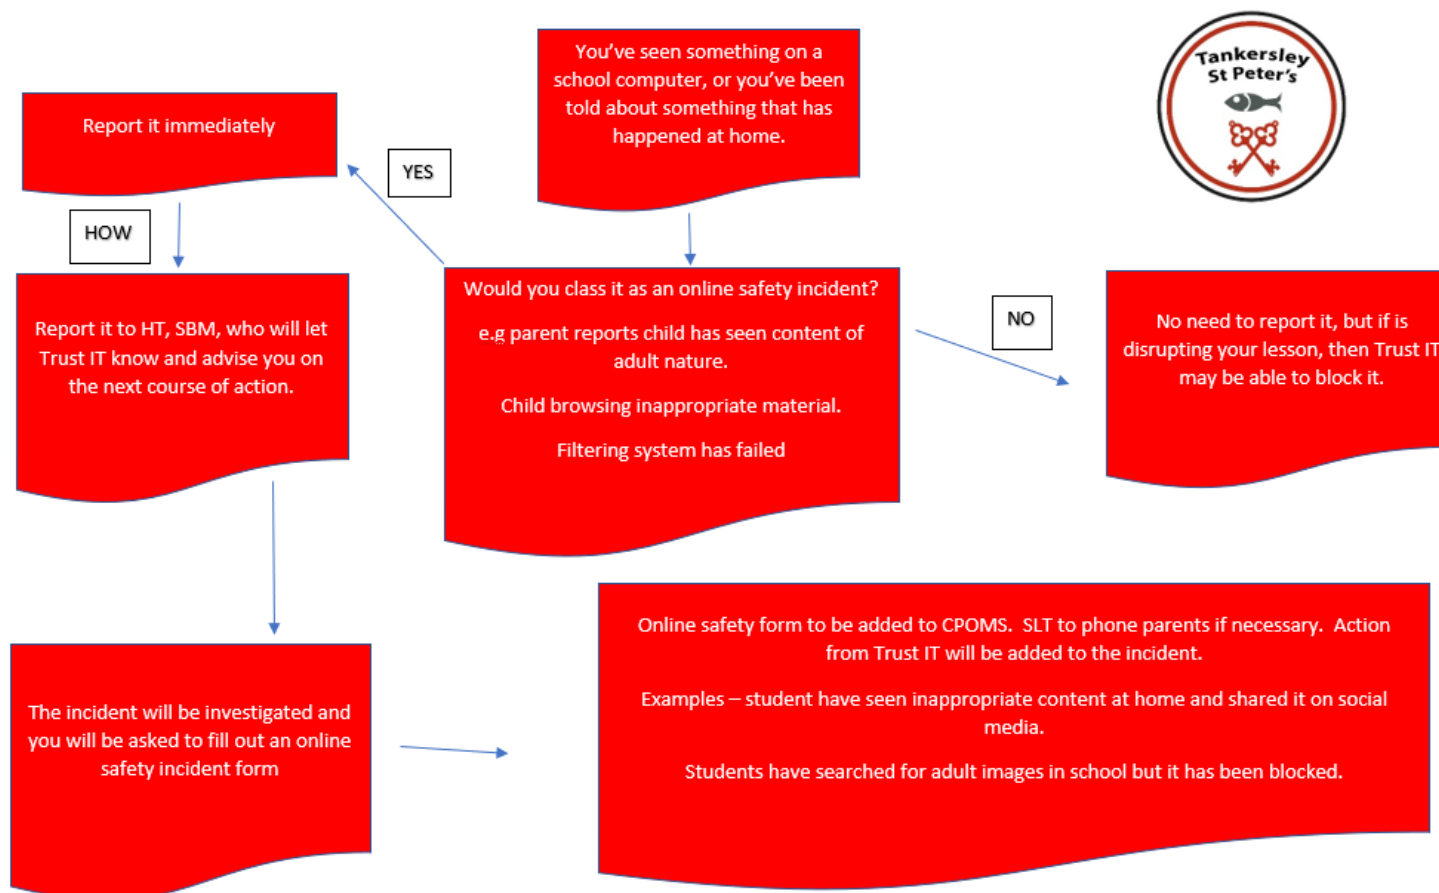 You've seen something on a
school computer, or you've been
told about something that has
happened at home.
Tankersley
St Peter's
Report it immediately
YES
HOW
Would you class it as an online safety incident?
e.g parent reports child has seen content of
adult nature.
Child browsing inappropriate material.
Filtering system has failed
NO
No need to report it, but if is
disrupting your lesson, then Trust IT
may be able to block it.
Report it to HT, SBM, who will let
Trust IT know and advise you on
the next course of action.
The incident will be investigated and
you will be asked to fill out an online
safety incident form
Online safety form to be added to CPOMS.  SLT to phone parents if necessary.  Action
from Trust IT will be added to the incident.
Examples – student have seen inappropriate content at home and shared it on social
media.
Students have searched for adult images in school but it has been blocked.